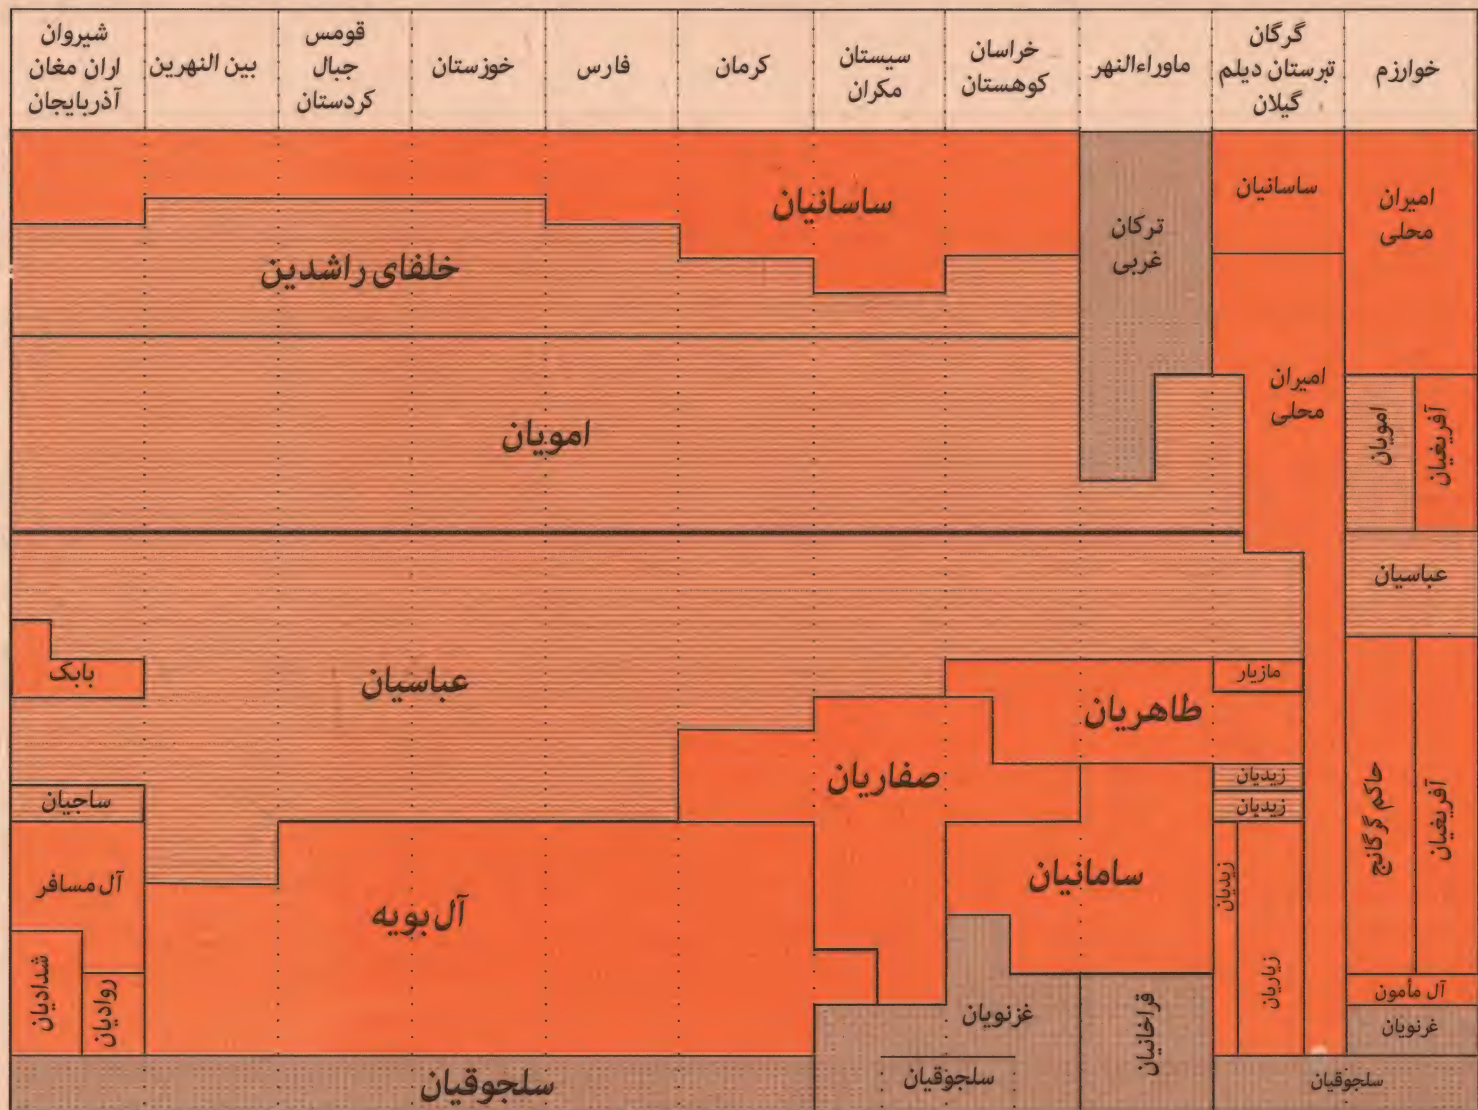 خوارزم
گرگان
تبرستان دیلم
گیلان
ماوراءالنهر
خراسان
کوهستان
سیستان
مکران
کرمان
فارس
خوزستان
قومس
جبال
کردستان
بین النهرین
شیروان
اران مغان
آذربایجان
امیران
محلی
ساسانیان
ترکان
غربی
ساسانیان
خلفای راشدین
امیران
محلی
آفریغیان
امویان
امویان
عباسیان
عباسیان
بابک
مازیار
طاهریان
صفاریان
زیدیان
زیدیان
ساجیان
آفریغیان
حاکم گرگانج
سامانیان
زیدیان
زیاریان
آل بویه
آل مسافر
شدادیان
روادیان
آل مأمون
غزنویان
قراخانیان
غزنویان
سلجوقیان
سلجوقیان
سلجوقیان